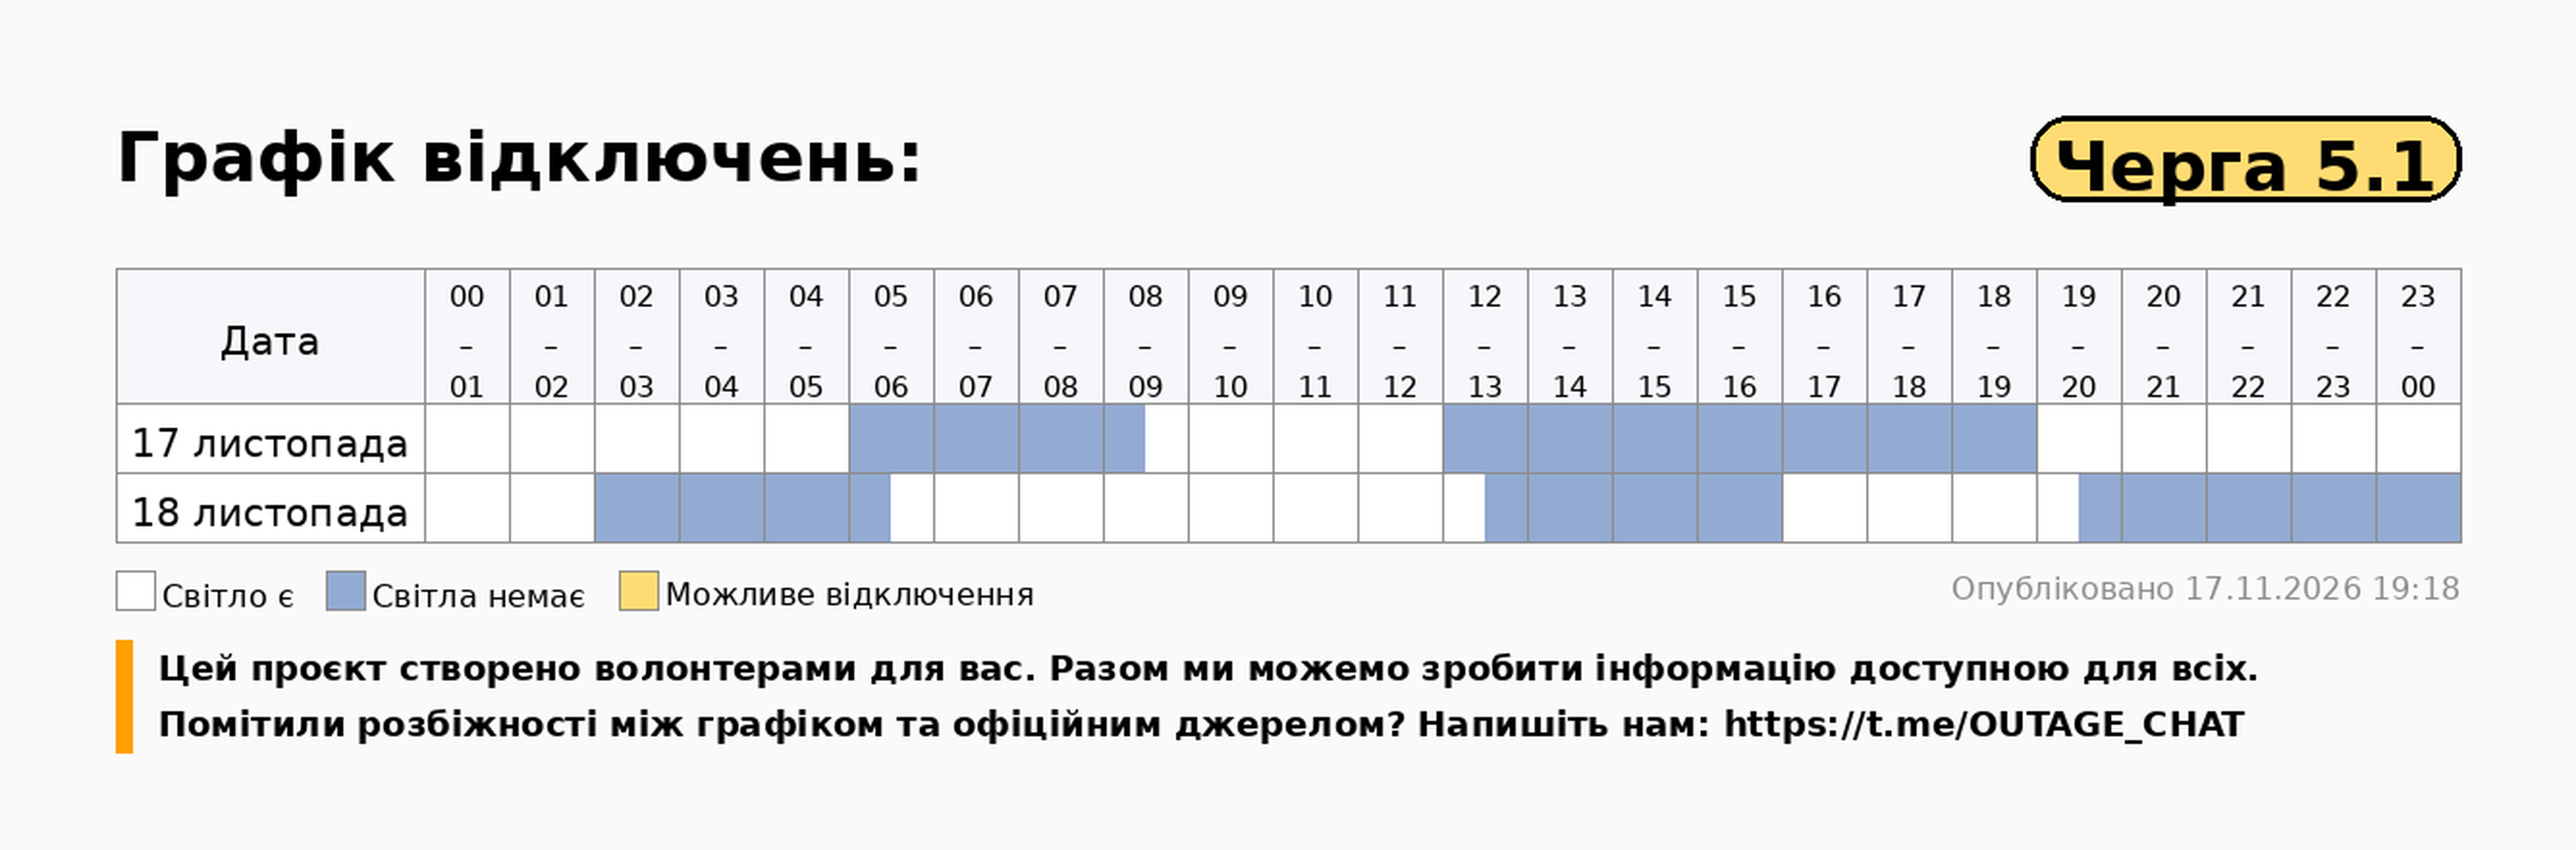 Графік відключень:
Черга 5.1
Дата
00 – 01
01 – 02
02 – 03
03 – 04
04 – 05
05 – 06
06 – 07
07 – 08
08 – 09
09 – 10
10 – 11
11 – 12
12 – 13
13 – 14
14 – 15
15 – 16
16 – 17
17 – 18
18 – 19
19 – 20
20 – 21
21 – 22
22 – 23
23 – 00
17 листопада
18 листопада
Світло є
Світла немає
Можливе відключення
Опубліковано 17.11.2026 19:18
Цей проєкт створено волонтерами для вас. Разом ми можемо зробити інформацію доступною для всіх.
Помітили розбіжності між графіком та офіційним джерелом? Напишіть нам: https://t.me/OUTAGE_CHAT